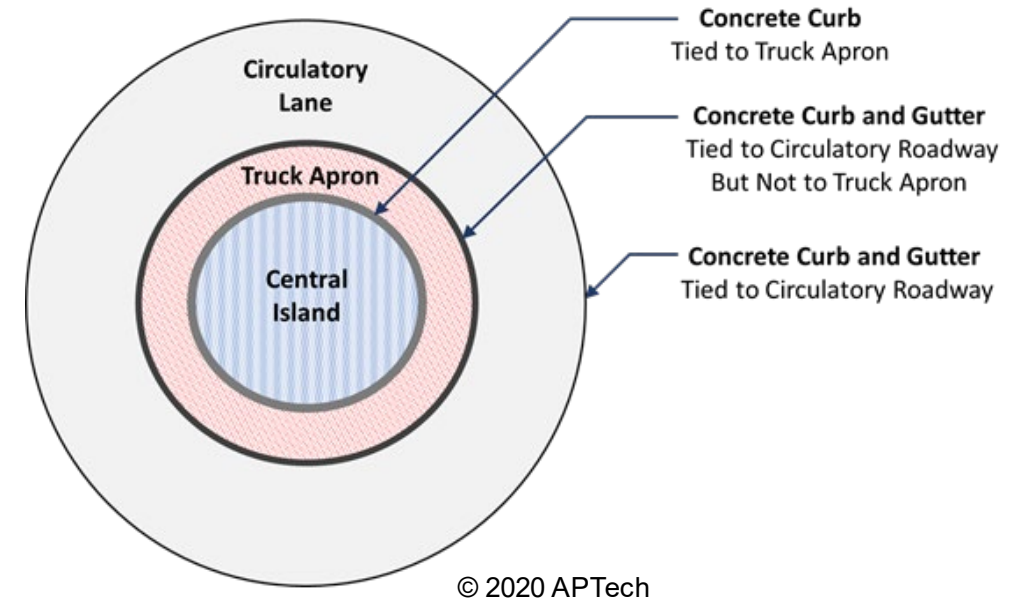 Concrete Curb
Tied to Truck Apron
Circulatory
Lane
Concrete Curb and Gutter
Tied to Circulatory Roadway
But Not to Truck Apron
Truck Apron
Concrete Curb and Gutter
Tied to Circulatory Roadway
Central
Island
© 2020 APTech